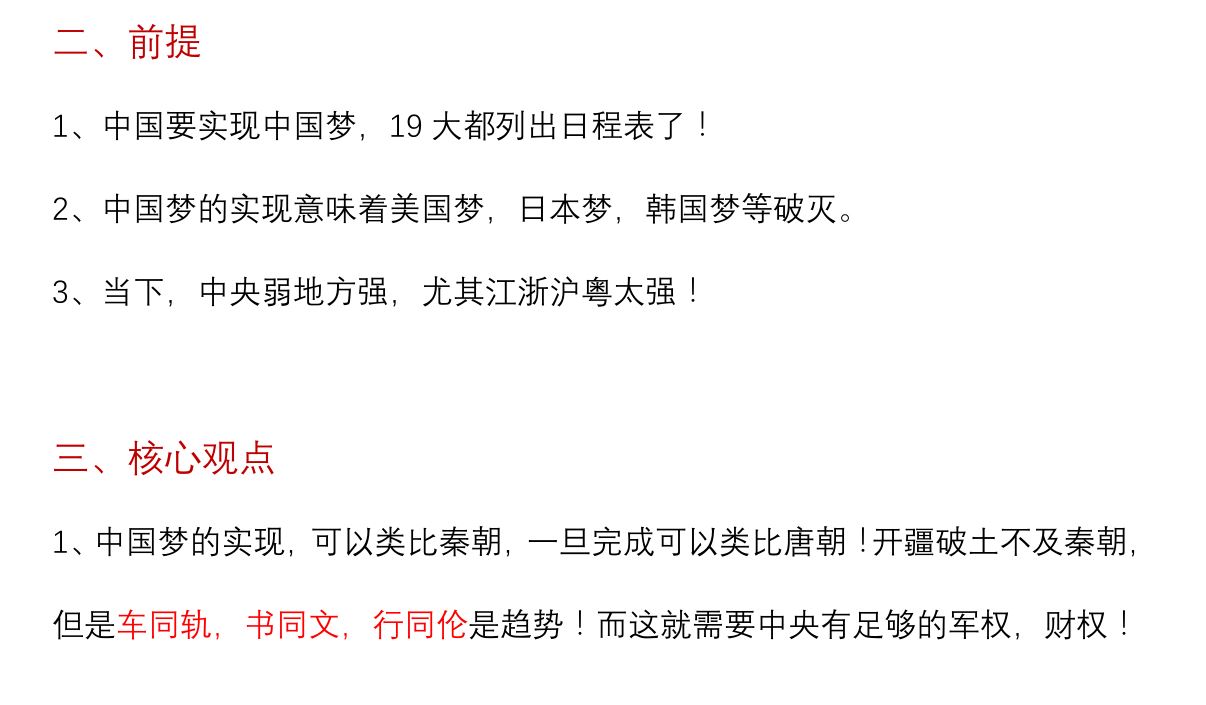 二、前提
1、中国要实现中国梦，19 大都列出日程表了！
2、中国梦的实现意味着美国梦，日本梦，韩国梦等破灭。
3、当下，中央弱地方强，尤其江浙沪粤太强！
三、核心观点
1、中国梦的实现，可以类比秦朝，一旦完成可以类比唐朝！开疆破土不及秦朝，
但是车同轨，书同文，行同伦是趋势！而这就需要中央有足够的军权，财权！